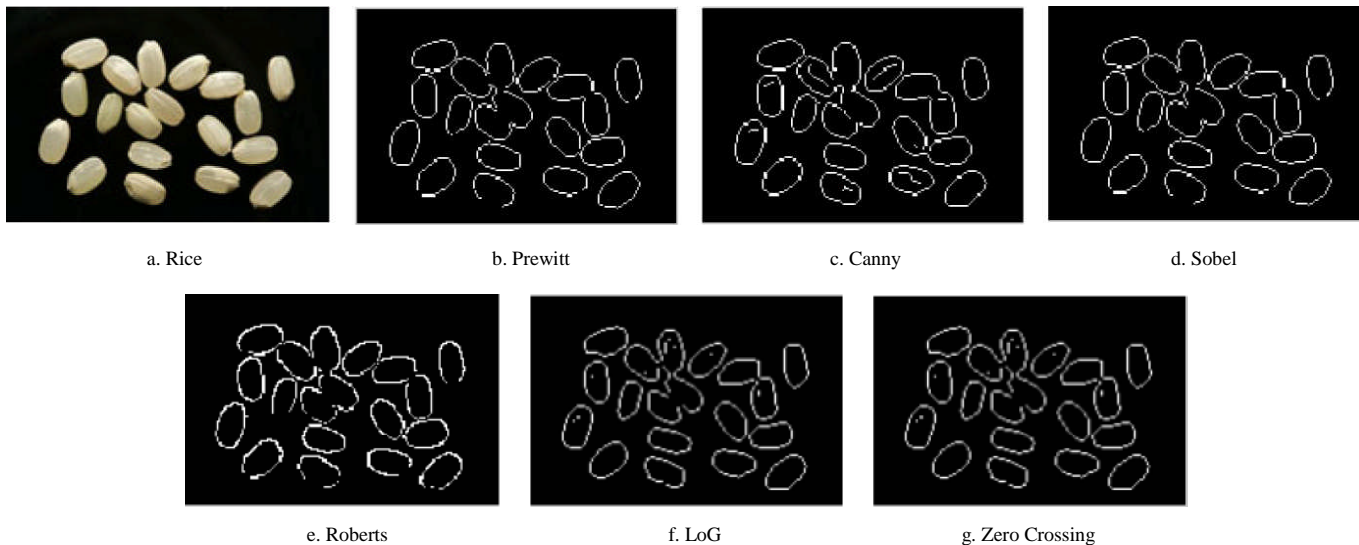 a. Rice
b. Prewitt
c. Canny
d. Sobel
e. Roberts
f. LoG
g. Zero Crossing